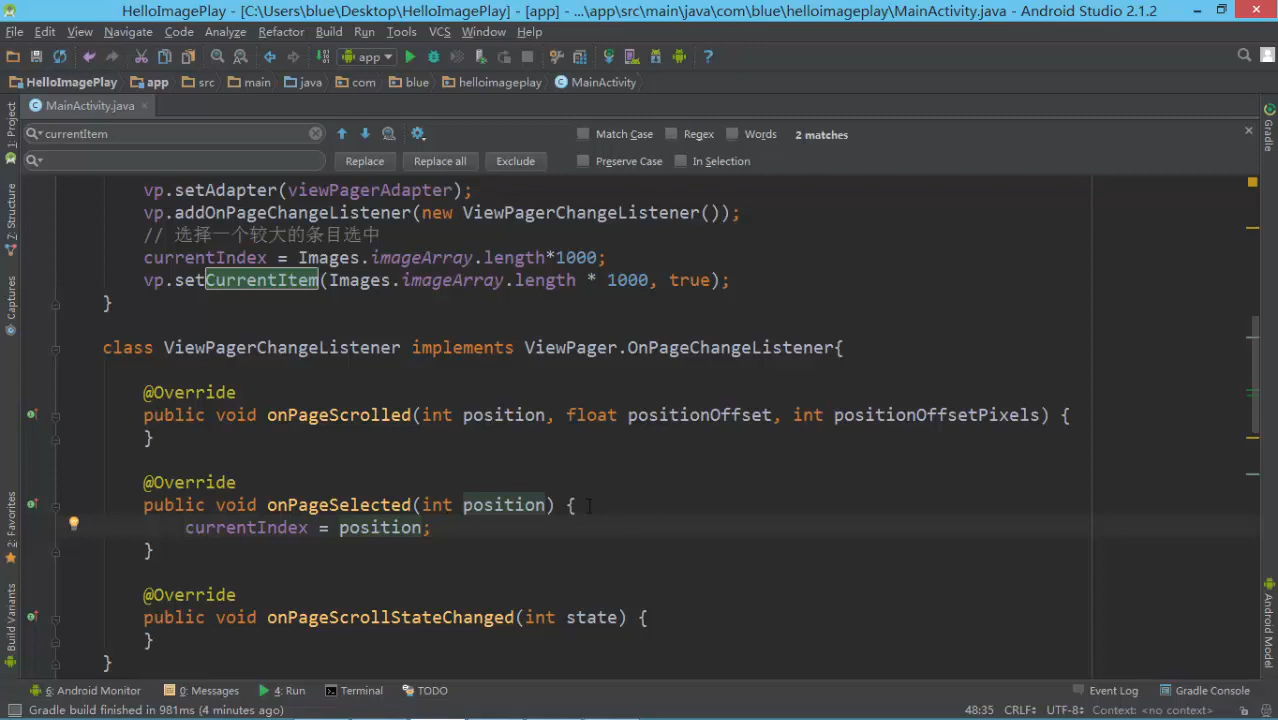 HelloImagePlay - [C:\Users\blue\Desktop\HelloImagePlay] - [app] - ...\app\src\main\java\com\blue\helloimageplay\MainActivity.java - Android Studio 2.1.2
File Edit View Navigate Code Analyze Refactor Build Run Tools VCS Window Help
app
HelloImagePlay app src main java com blue helloimageplay MainActivity
MainActivity.java
currentItem Match Case Regex Words 2 matches
Replace Replace all Exclude Preserve Case In Selection
vp.setAdapter(viewPagerAdapter);
vp.addOnPageChangeListener(new ViewPagerChangeListener());
// 选择一个较大的条目选中
currentIndex = Images.imageArray.length*1000;
vp.setCurrentItem(Images.imageArray.length * 1000, true);
}
class ViewPagerChangeListener implements ViewPager.OnPageChangeListener{
@Override
public void onPageScrolled(int position, float positionOffset, int positionOffsetPixels) {
}
@Override
public void onPageSelected(int position) {
currentIndex = position;
}
@Override
public void onPageScrollStateChanged(int state) {
}
}
1: Project
7: Structure
Captures
2: Favorites
Build Variants
Gradle
Android Model
6: Android Monitor 0: Messages 4: Run Terminal TODO Event Log Gradle Console
Gradle build finished in 981ms (4 minutes ago) 48:35 CRLF÷ UTF-8÷ Context: <no context>